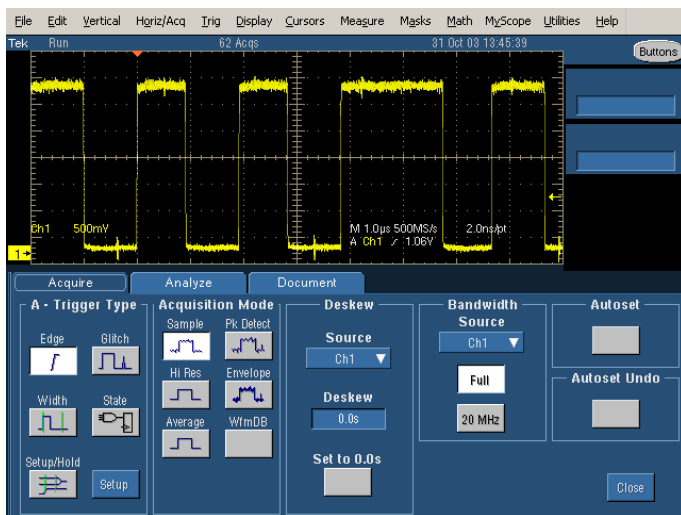 File Edit Vertical Horiz/Acq Trig Display Cursors Measure Masks Math MyScope Utilities Help
Tek Run 62 Acqs 31 Oct 03 13:45:39
Buttons
Ch1 500mV M 1.0µs 500MS/s 2.0ns/pt
A Ch1 1.06V
1
Acquire Analyze Document
A - Trigger Type Acquisition Mode Deskew Bandwidth Autoset
Sample Pk Detect Source
Edge Glitch Source Ch1
Ch1
Hi Res Envelope Full Autoset Undo
Width State Deskew
Average WfmDB 0.0s 20 MHz
Setup/Hold Set to 0.0s
Setup Close